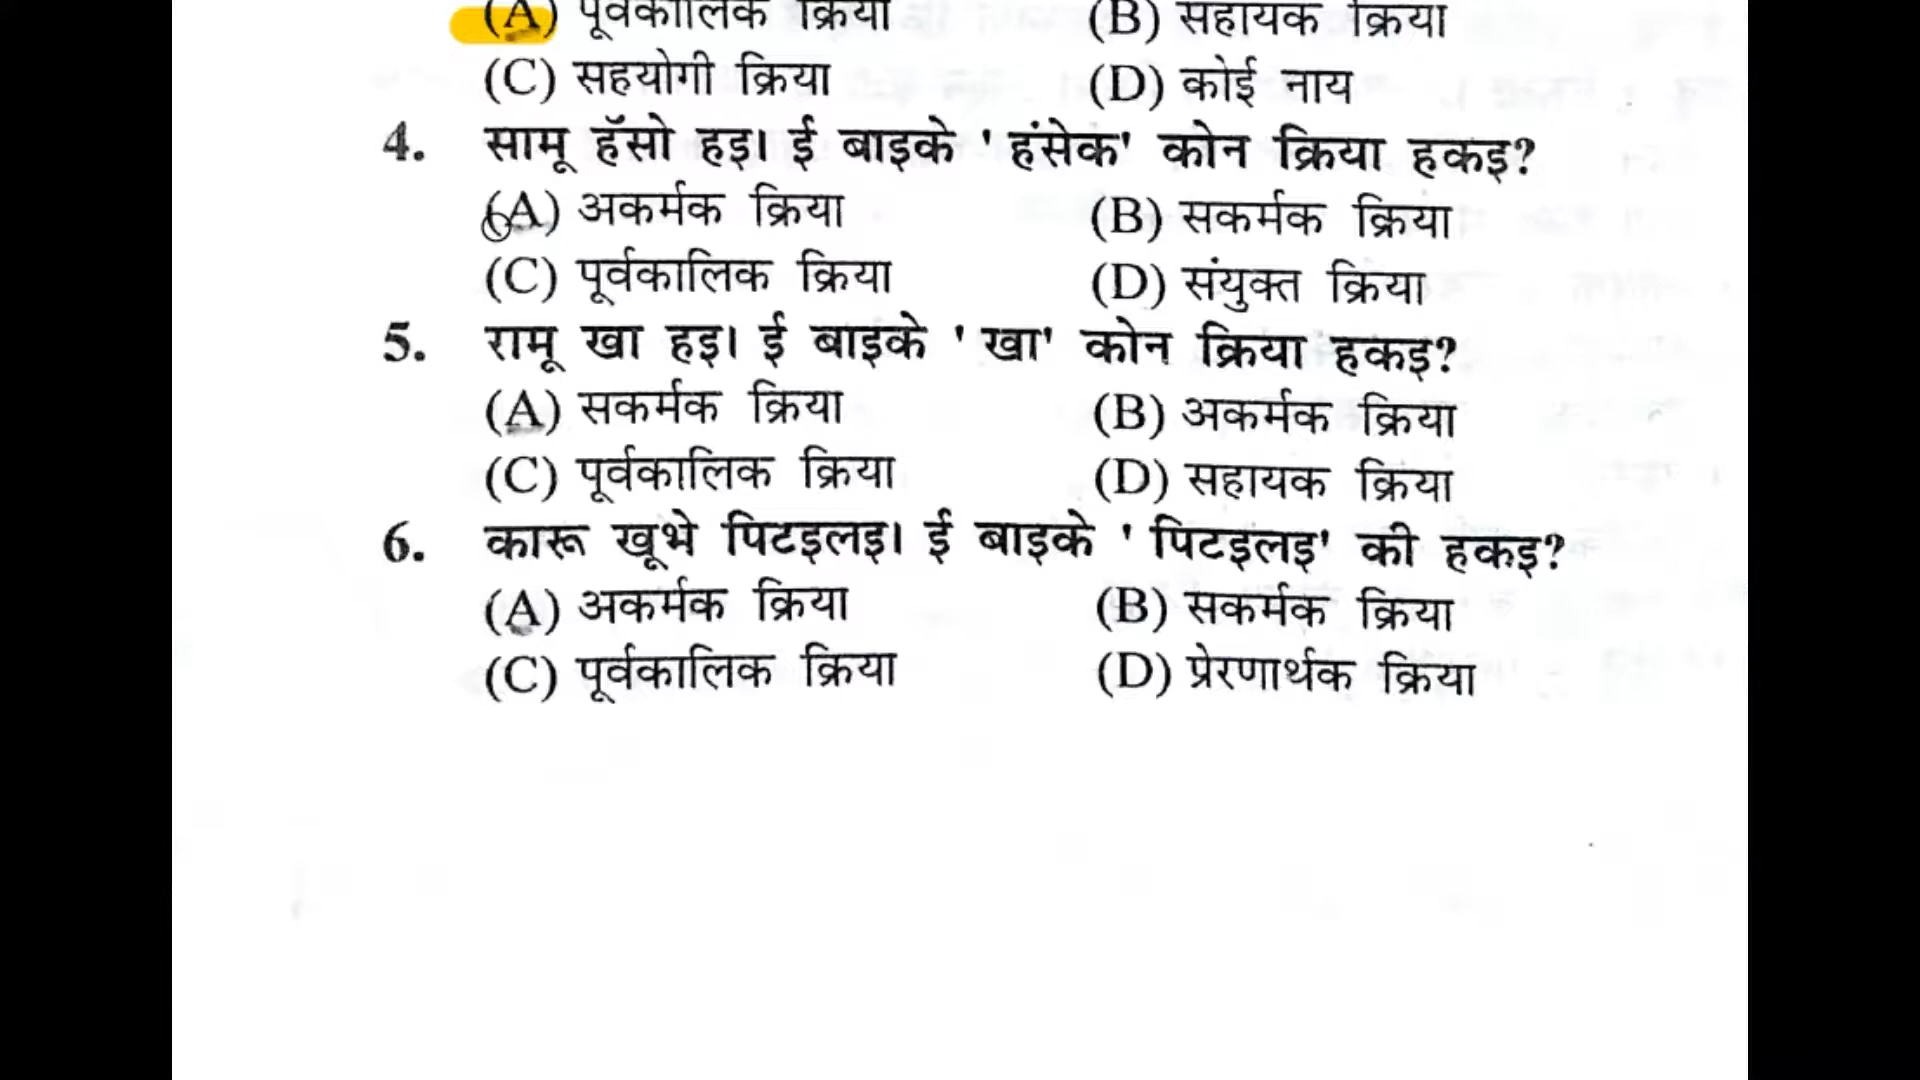 (A) पूर्वकालिक क्रिया (B) सहायक क्रिया
(C) सहयोगी क्रिया (D) कोई नाय
4. सामू हॅसो हइ। ई बाइके ' हंसेक' कोन क्रिया हकइ?
(A) अकर्मक क्रिया (B) सकर्मक क्रिया
(C) पूर्वकालिक क्रिया (D) संयुक्त क्रिया
5. रामू खा हइ। ई बाइके ' खा' कोन क्रिया हकइ?
(A) सकर्मक क्रिया (B) अकर्मक क्रिया
(C) पूर्वकालिक क्रिया (D) सहायक क्रिया
6. कारू खूभे पिटइलइ। ई बाइके ' पिटइलइ' की हकइ?
(A) अकर्मक क्रिया (B) सकर्मक क्रिया
(C) पूर्वकालिक क्रिया (D) प्रेरणार्थक क्रिया